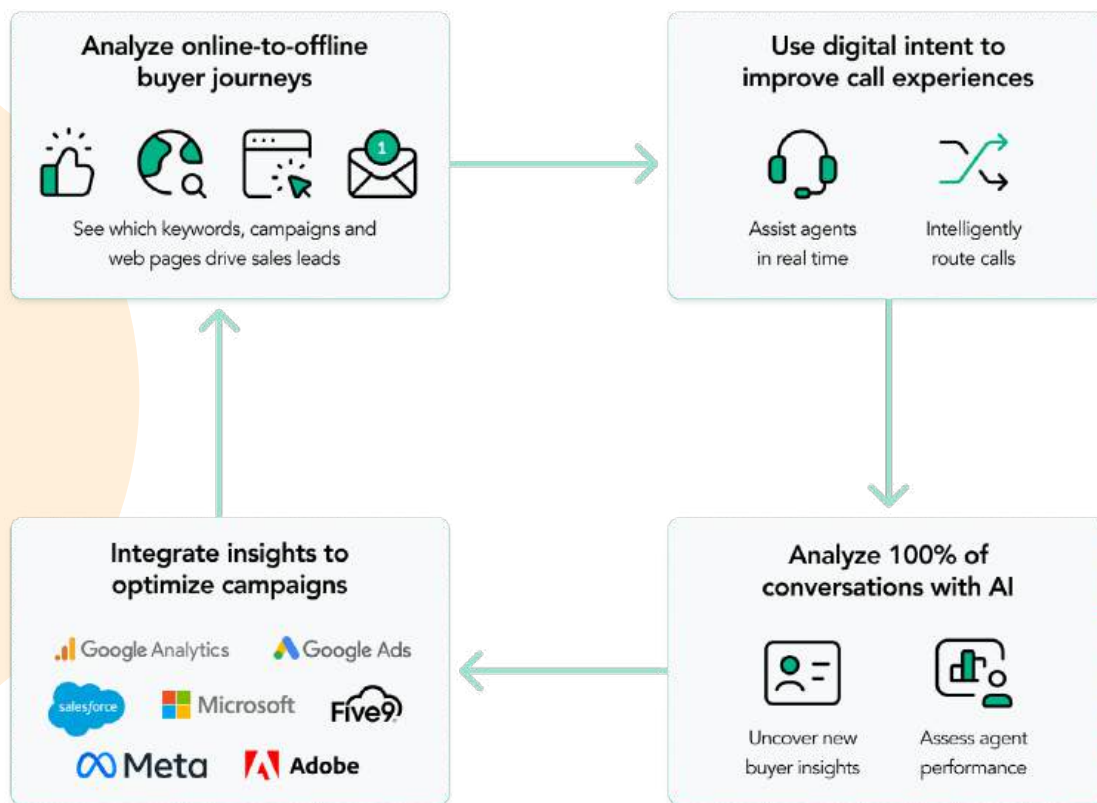 Analyze online-to-offline
buyer journeys
1
See which keywords, campaigns and
web pages drive sales leads
Use digital intent to
improve call experiences
Assist agents
in real time
Intelligently
route calls
Analyze 100% of
conversations with AI
Uncover new
buyer insights
Assess agent
performance
Integrate insights to
optimize campaigns
Google Analytics
Google Ads
salesforce
Microsoft
Five9
Meta
Adobe